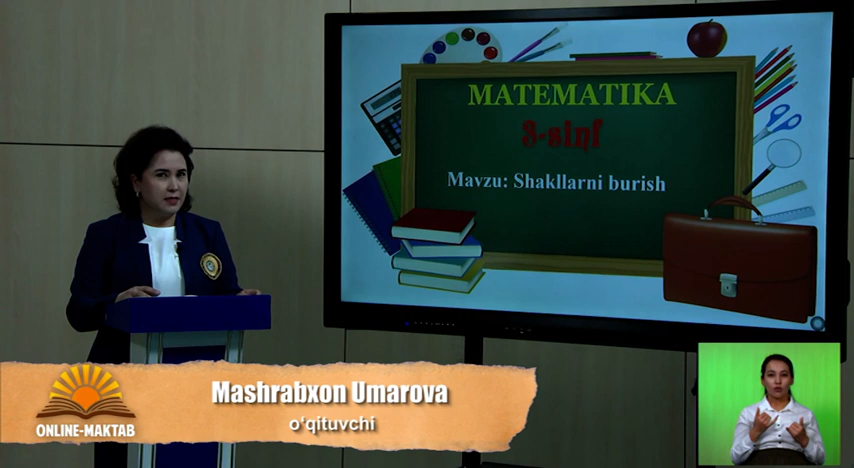 MATEMATIKA
3-sinf
Mavzu: Shakllarni burish
Mashrabxon Umarova
o‘qituvchi
ONLINE-MAKTAB